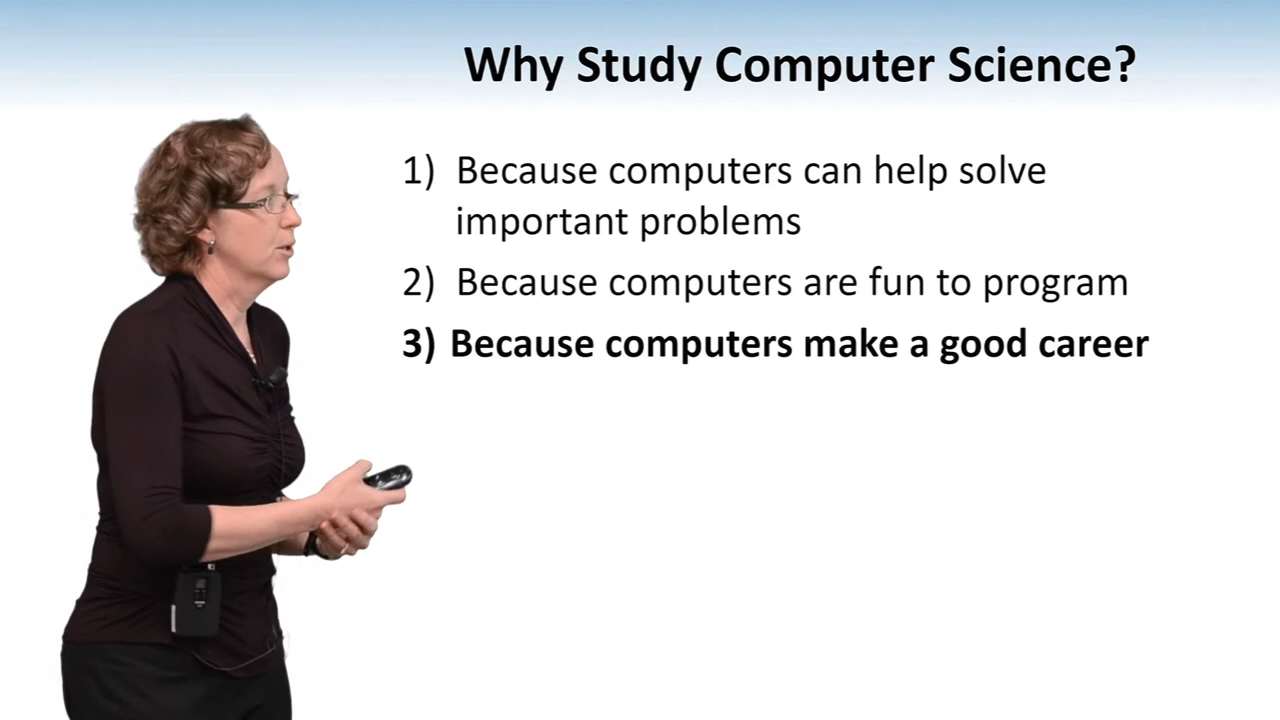 Why Study Computer Science?
1) Because computers can help solve
important problems
2) Because computers are fun to program
3) Because computers make a good career